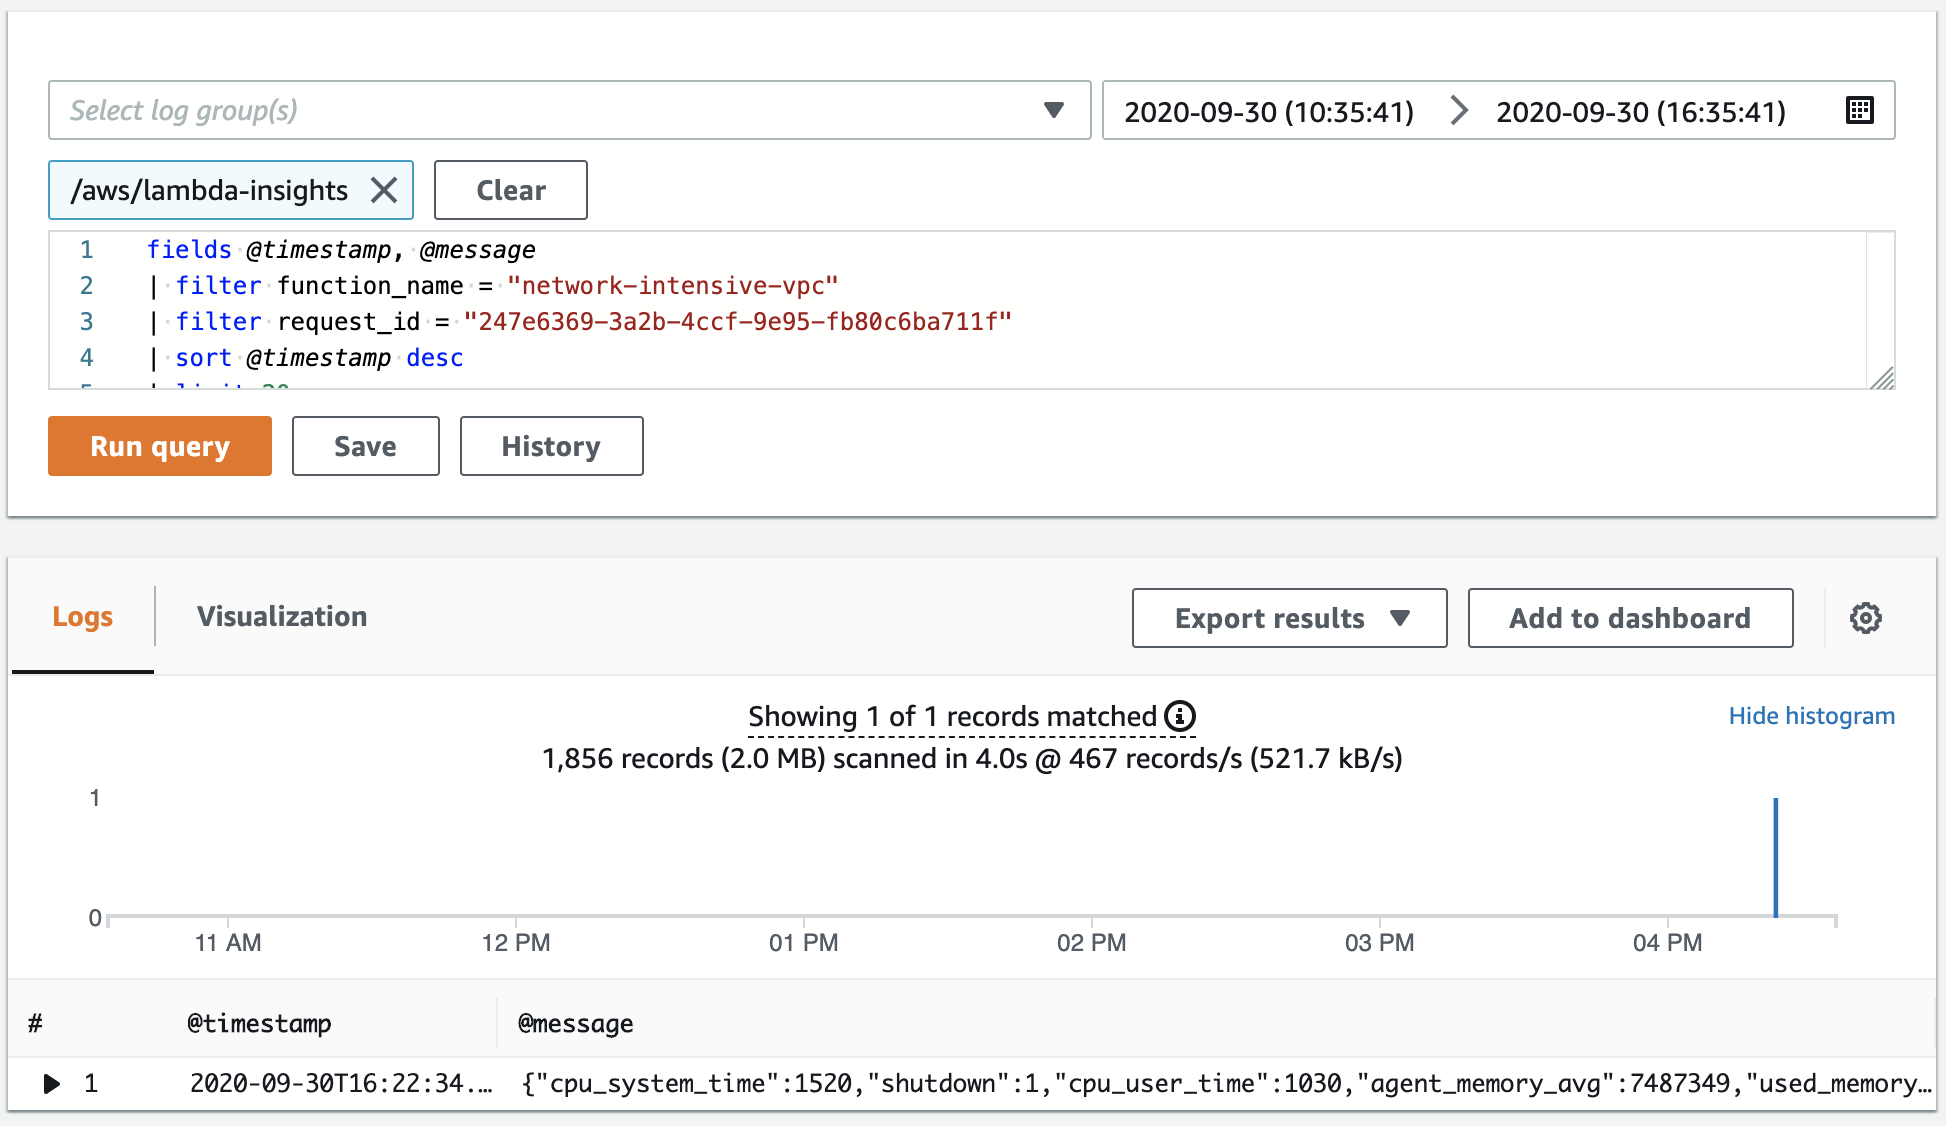 Select log group(s)
2020-09-30 (10:35:41) > 2020-09-30 (16:35:41)
/aws/lambda-insights
Clear
1 fields @timestamp, @message
2 | filter function_name = "network-intensive-vpc"
3 | filter request_id = "247e6369-3a2b-4ccf-9e95-fb80c6ba711f"
4 | sort @timestamp desc
Run query
Save
History
Logs
Visualization
Export results
Add to dashboard
Showing 1 of 1 records matched
Hide histogram
1,856 records (2.0 MB) scanned in 4.0s @ 467 records/s (521.7 kB/s)
1
0
11 AM 12 PM 01 PM 02 PM 03 PM 04 PM
# @timestamp @message
1 2020-09-30T16:22:34.... {"cpu_system_time":1520,"shutdown":1,"cpu_user_time":1030,"agent_memory_avg":7487349,"used_memory...